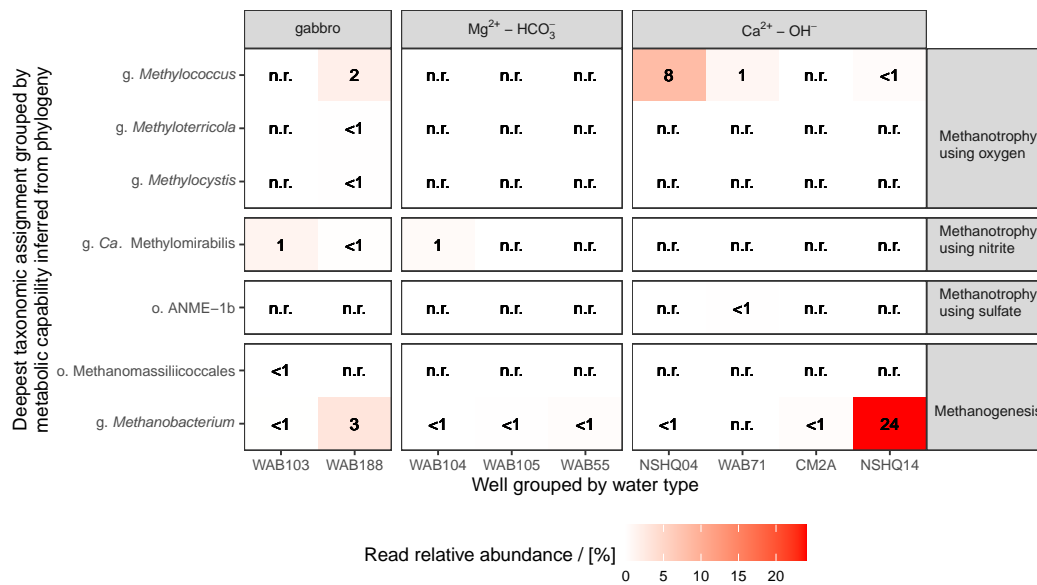 gabbro
Mg²⁺ – HCO₃⁻
Ca²⁺ – OH⁻
Deepest taxonomic assignment grouped by
metabolic capability inferred from phylogeny
g. Methylococcus n.r. 2 n.r. n.r. n.r. 8 1 n.r. <1
g. Methyloterricola n.r. <1 n.r. n.r. n.r. n.r. n.r. n.r. n.r.
g. Methylocystis n.r. <1 n.r. n.r. n.r. n.r. n.r. n.r. n.r.
Methanotrophy
using oxygen
g. Ca. Methylomirabilis 1 <1 1 n.r. n.r. n.r. n.r. n.r. n.r.
Methanotrophy
using nitrite
o. ANME−1b n.r. n.r. n.r. n.r. n.r. n.r. <1 n.r. n.r.
Methanotrophy
using sulfate
o. Methanomassiliicoccales <1 n.r. n.r. n.r. n.r. n.r. n.r. n.r. n.r.
g. Methanobacterium <1 3 <1 <1 <1 <1 n.r. <1 24
Methanogenesis
WAB103 WAB188 WAB104 WAB105 WAB55 NSHQ04 WAB71 CM2A NSHQ14
Well grouped by water type
Read relative abundance / [%]
0 5 10 15 20